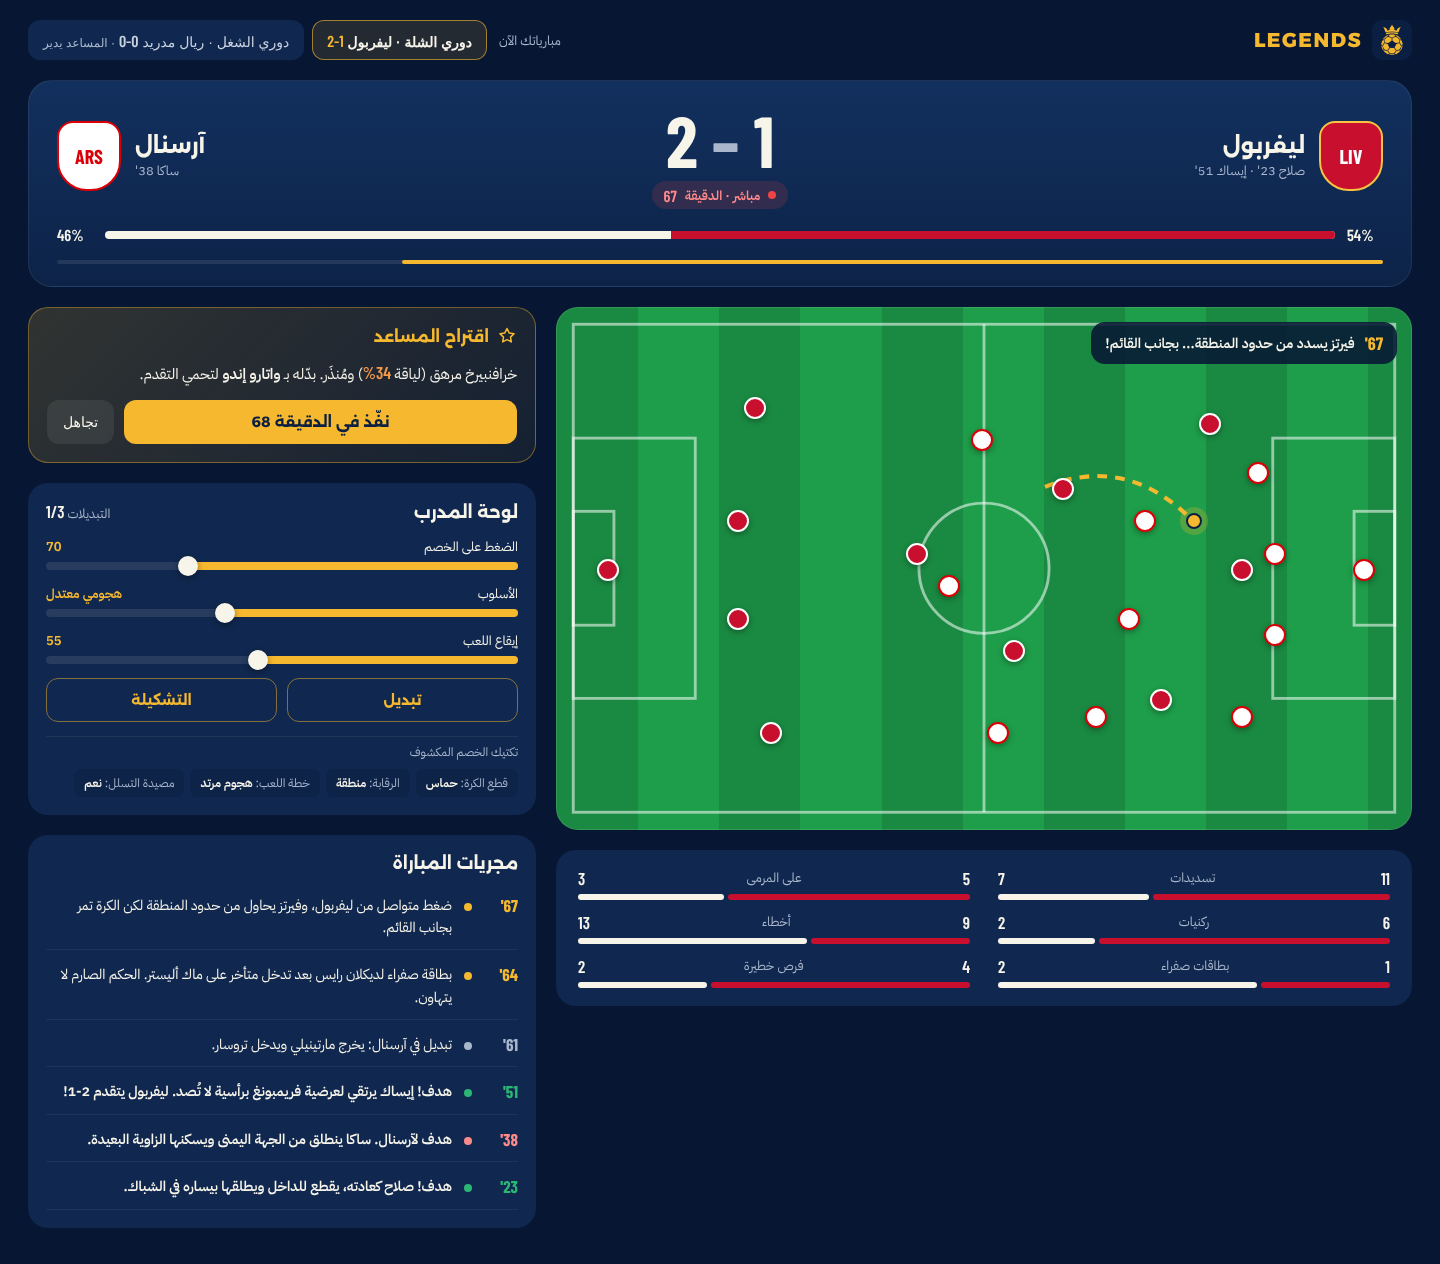 LEGENDS
مبارياتك الآن
دوري الشلة · ليفربول 1-2
دوري الشغل · ريال مدريد 0-0 · المساعد يدير
LIV
ليفربول
صلاح 23' · إيساك 51'
2 – 1
مباشر · الدقيقة 67
آرسنال
ساكا 38'
ARS
54%
46%
67' فيرتز يسدد من حدود المنطقة... بجانب القائم!
11 تسديدات 7
5 على المرمى 3
6 ركنيات 2
9 أخطاء 13
1 بطاقات صفراء 2
4 فرص خطيرة 2
اقتراح المساعد
خرافنبيرخ مرهق (لياقة 34%) ومُنذَر. بدّله بـ واتارو إندو لتحمي التقدم.
نفّذ في الدقيقة 68
تجاهل
لوحة المدرب
التبديلات 1/3
الضغط على الخصم 70
الأسلوب هجومي معتدل
إيقاع اللعب 55
تبديل
التشكيلة
تكتيك الخصم المكشوف
قطع الكرة: حماس
الرقابة: منطقة
خطة اللعب: هجوم مرتد
مصيدة التسلل: نعم
مجريات المباراة
67' ضغط متواصل من ليفربول، وفيرتز يحاول من حدود المنطقة لكن الكرة تمر
بجانب القائم.
64' بطاقة صفراء لديكلان رايس بعد تدخل متأخر على ماك أليستر. الحكم الصارم لا
يتهاون.
61' تبديل في آرسنال: يخرج مارتينيلي ويدخل تروسار.
51' هدف! إيساك يرتقي لعرضية فريمبونغ برأسية لا تُصد. ليفربول يتقدم 2-1!
38' هدف لآرسنال. ساكا ينطلق من الجهة اليمنى ويسكنها الزاوية البعيدة.
23' هدف! صلاح كعادته، يقطع للداخل ويطلقها بيساره في الشباك.